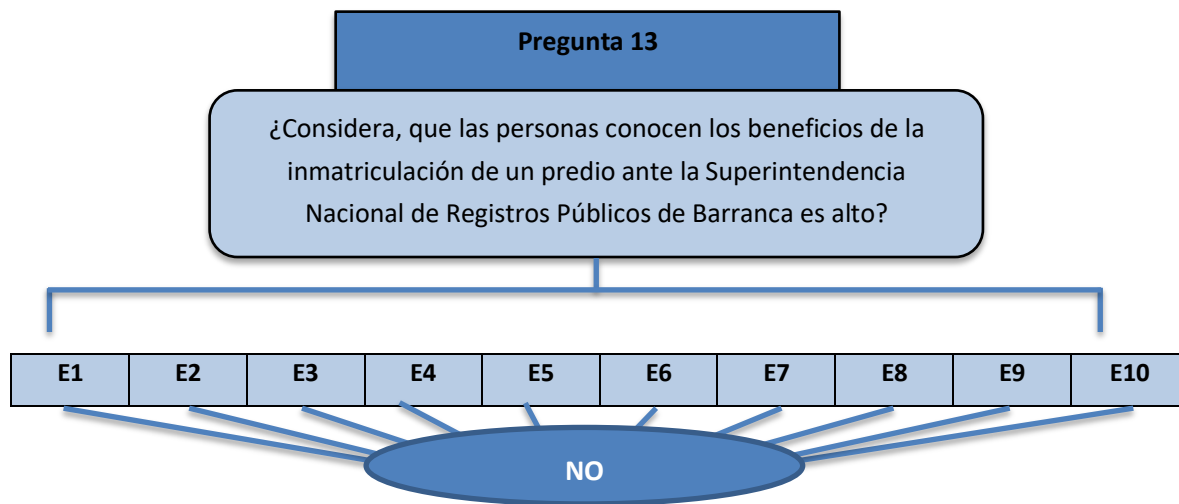 Pregunta 13
¿Considera, que las personas conocen los beneficios de la
inmatriculación de un predio ante la Superintendencia
Nacional de Registros Públicos de Barranca es alto?
E1 E2 E3 E4 E5 E6 E7 E8 E9 E10
NO